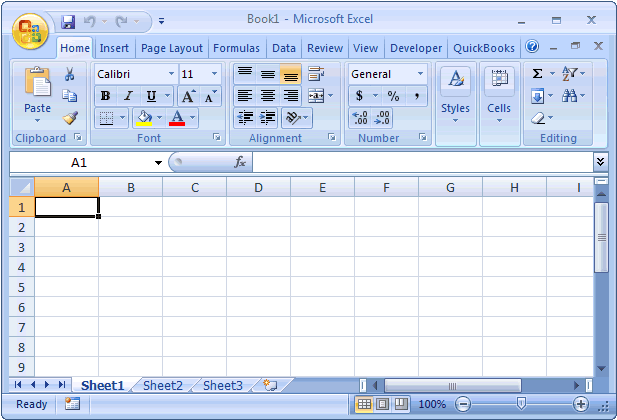 Book1 - Microsoft Excel
Home Insert Page Layout Formulas Data Review View Developer QuickBooks
Calibri 11 General
B I U A A $ % ,
Paste Styles Cells
Clipboard Font Alignment Number Editing
A1 fx
A B C D E F G H I
1
2
3
4
5
6
7
8
9
Sheet1 Sheet2 Sheet3
Ready 100%